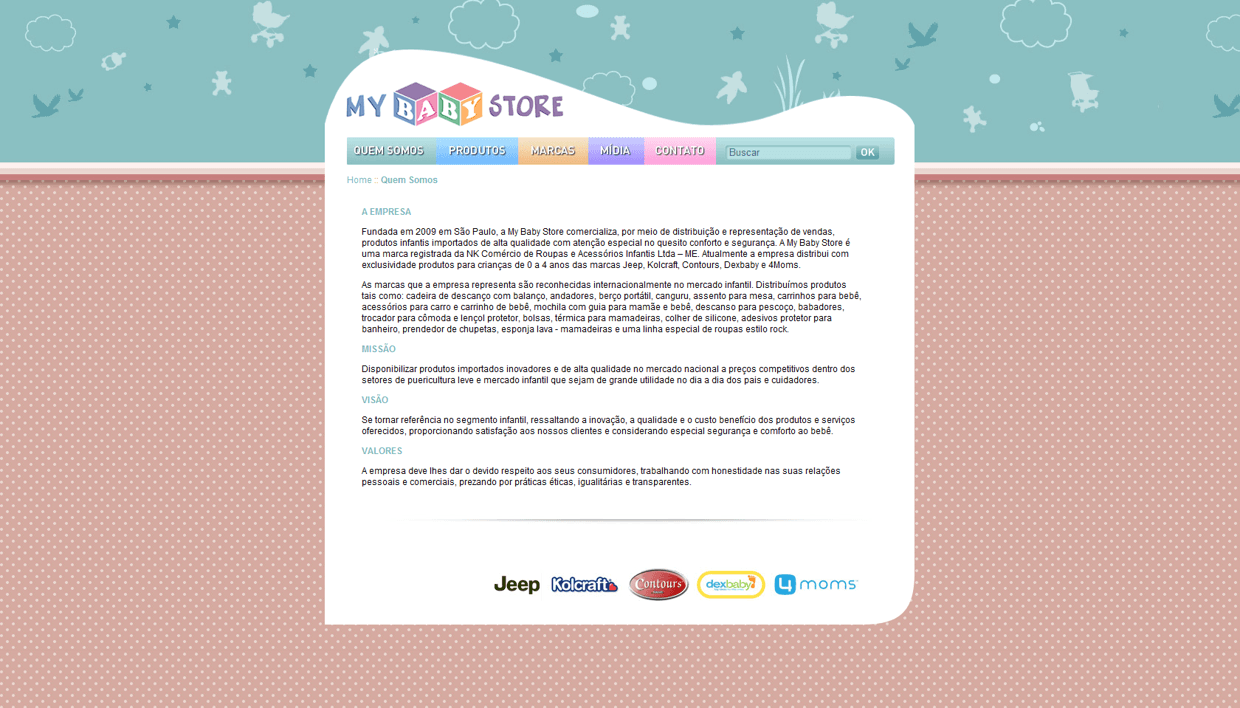 MY BABY STORE
QUEM SOMOS PRODUTOS MARCAS MÍDIA CONTATO Buscar OK
Home :: Quem Somos
A EMPRESA
Fundada em 2009 em São Paulo, a My Baby Store comercializa, por meio de distribuição e representação de vendas,
produtos infantis importados de alta qualidade com atenção especial no quesito conforto e segurança. A My Baby Store é
uma marca registrada da NK Comércio de Roupas e Acessórios Infantis Ltda – ME. Atualmente a empresa distribui com
exclusividade produtos para crianças de 0 a 4 anos das marcas Jeep, Kolcraft, Contours, Dexbaby e 4Moms.
As marcas que a empresa representa são reconhecidas internacionalmente no mercado infantil. Distribuímos produtos
tais como: cadeira de descanço com balanço, andadores, berço portátil, canguru, assento para mesa, carrinhos para bebê,
acessórios para carro e carrinho de bebê, mochila com guia para mamãe e bebê, descanso para pescoço, babadores,
trocador para cômoda e lençol protetor, bolsas, térmica para mamadeiras, colher de silicone, adesivos protetor para
banheiro, prendedor de chupetas, esponja lava - mamadeiras e uma linha especial de roupas estilo rock.
MISSÃO
Disponibilizar produtos importados inovadores e de alta qualidade no mercado nacional a preços competitivos dentro dos
setores de puericultura leve e mercado infantil que sejam de grande utilidade no dia a dia dos pais e cuidadores.
VISÃO
Se tornar referência no segmento infantil, ressaltando a inovação, a qualidade e o custo benefício dos produtos e serviços
oferecidos, proporcionando satisfação aos nossos clientes e considerando especial segurança e comforto ao bebê.
VALORES
A empresa deve lhes dar o devido respeito aos seus consumidores, trabalhando com honestidade nas suas relações
pessoais e comerciais, prezando por práticas éticas, igualitárias e transparentes.
Jeep Kolcraft Contours dexbaby 4moms